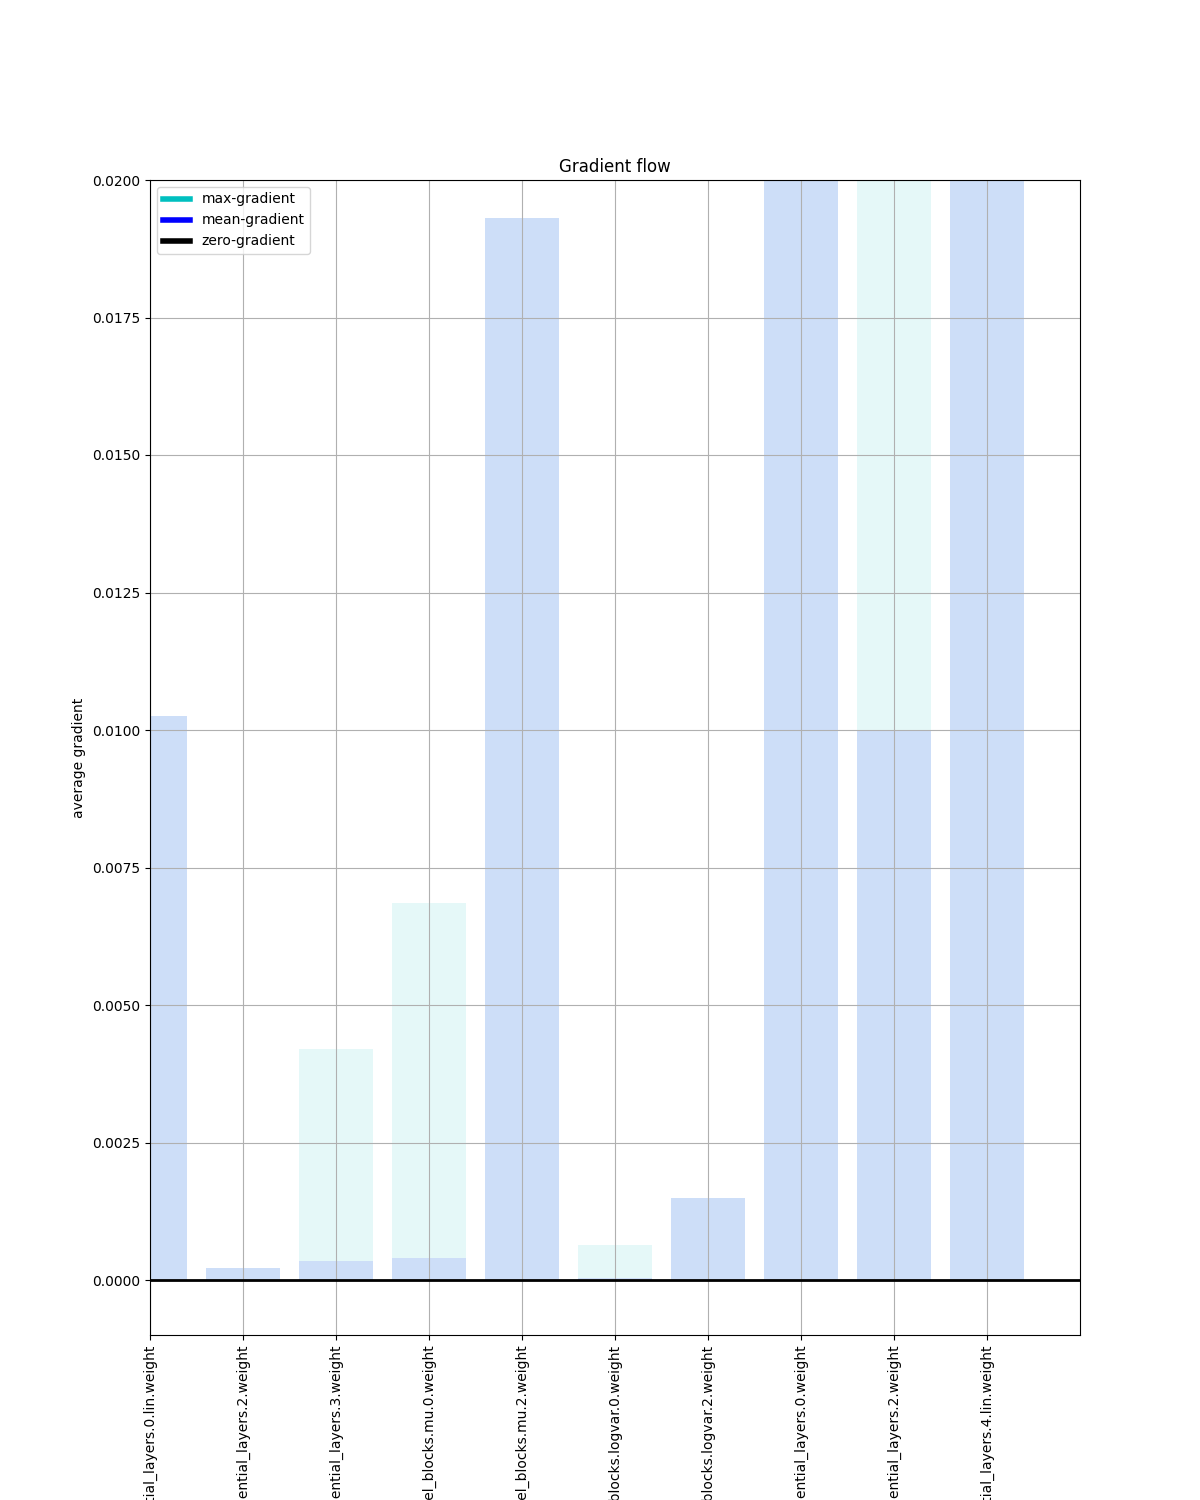 Gradient flow
max-gradient
mean-gradient
zero-gradient
0.0200
0.0175
0.0150
0.0125
0.0100
0.0075
0.0050
0.0025
0.0000
average gradient
tial_layers.0.lin.weight
ential_layers.2.weight
ential_layers.3.weight
el_blocks.mu.0.weight
el_blocks.mu.2.weight
blocks.logvar.0.weight
blocks.logvar.2.weight
ential_layers.0.weight
ential_layers.2.weight
tial_layers.4.lin.weight